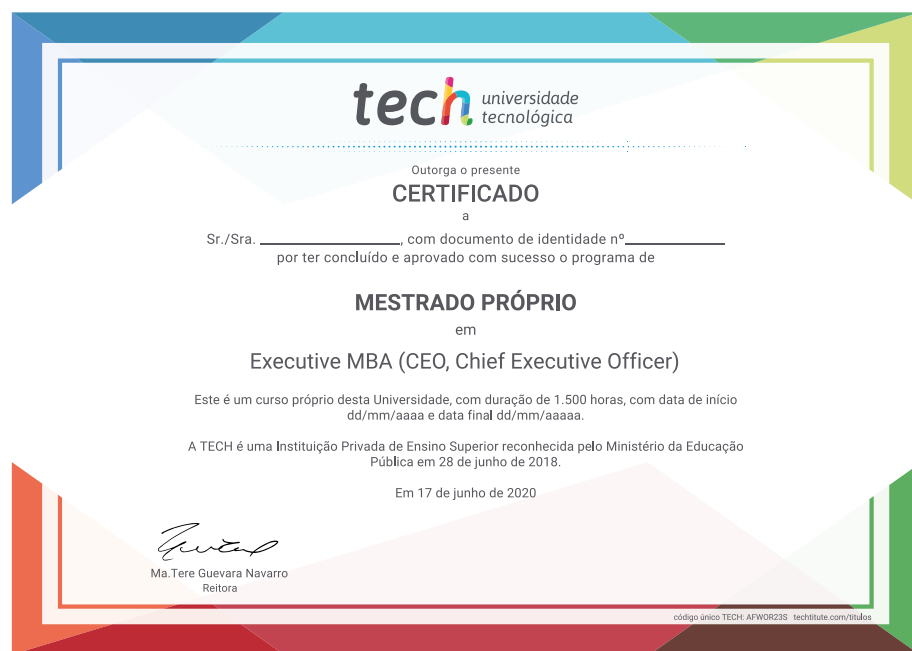 tech universidade
tecnológica
Outorga o presente
CERTIFICADO
a
Sr./Sra. ____________________, com documento de identidade nº______________
por ter concluído e aprovado com sucesso o programa de
MESTRADO PRÓPRIO
em
Executive MBA (CEO, Chief Executive Officer)
Este é um curso próprio desta Universidade, com duração de 1.500 horas, com data de início
dd/mm/aaaa e data final dd/mm/aaaaa.
A TECH é uma Instituição Privada de Ensino Superior reconhecida pelo Ministério da Educação
Pública em 28 de junho de 2018.
Em 17 de junho de 2020
Ma.Tere Guevara Navarro
Reitora
código único TECH: AFWOR23S techtitute.com/titulos